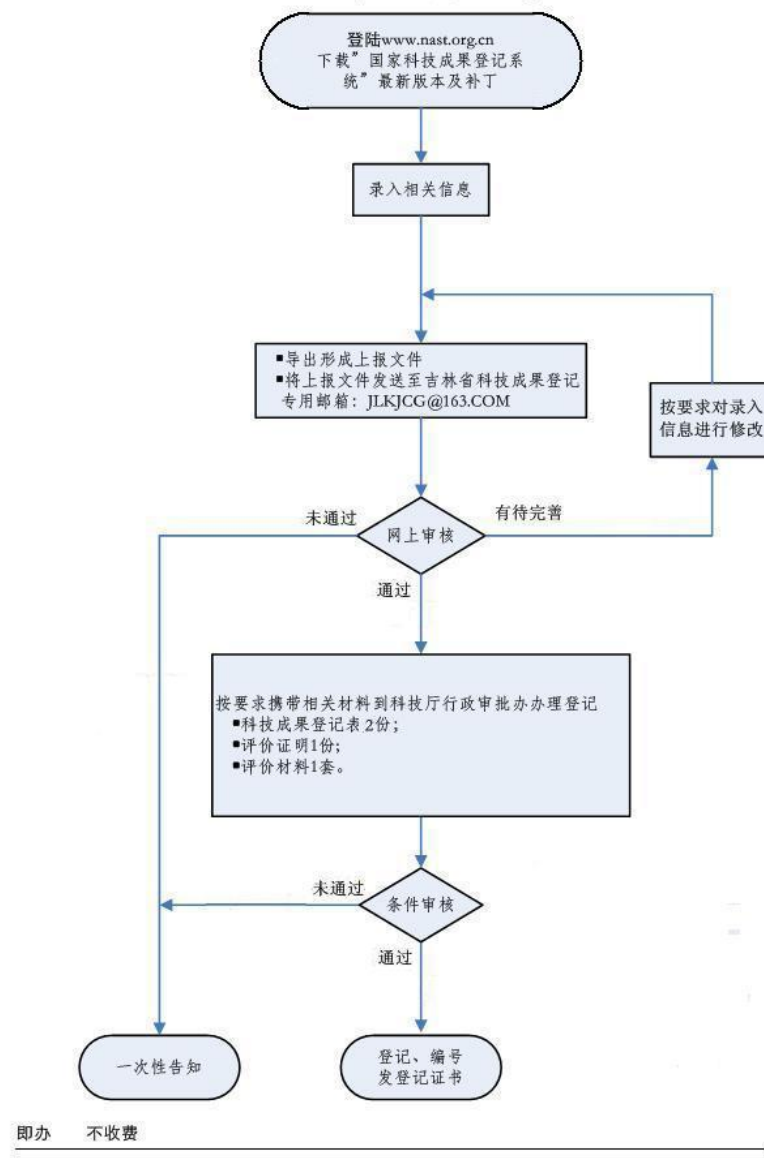 登陆www.nast.org.cn
下载”国家科技成果登记系
统”最新版本及补丁
录入相关信息
■导出形成上报文件
■将上报文件发送至吉林省科技成果登记
专用邮箱：JLKJCG@163.COM
按要求对录入
信息进行修改
未通过
网上审核
有待完善
通过
按要求携带相关材料到科技厅行政审批办办理登记
■科技成果登记表2份；
■评价证明1份；
■评价材料1套。
未通过
条件审核
通过
一次性告知
登记、编号
发登记证书
即办 不收费